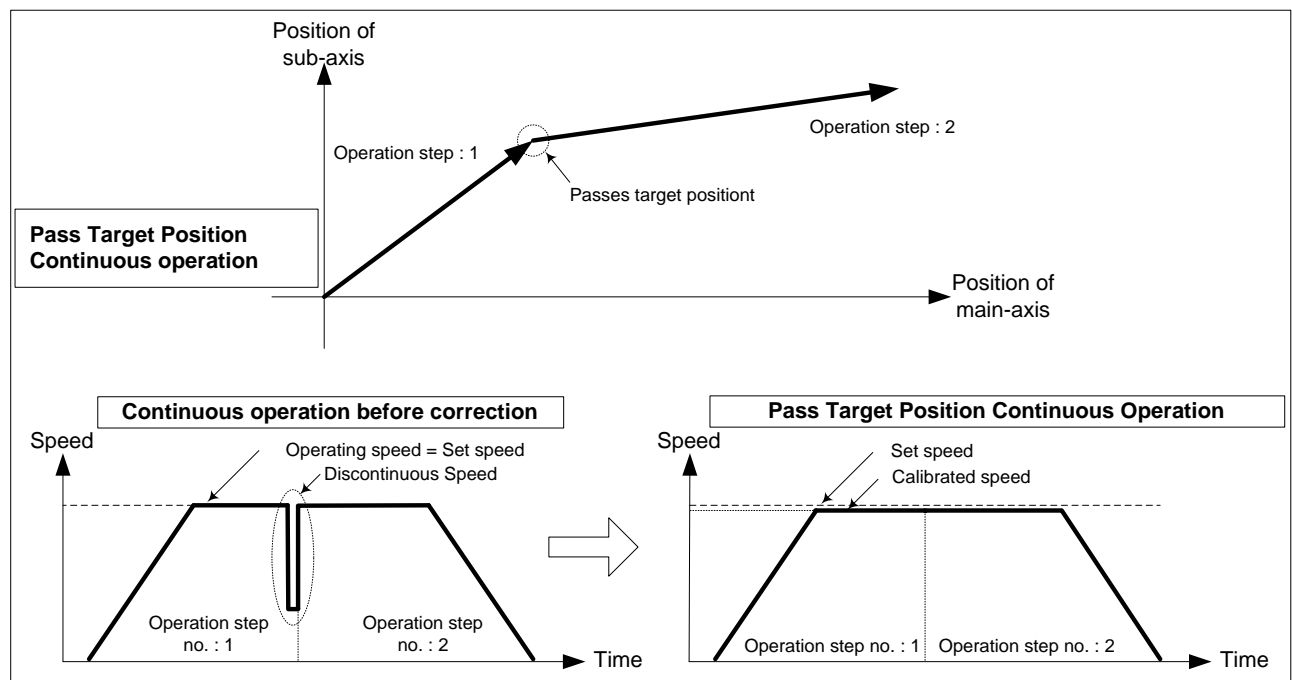 Position of
sub-axis
Operation step : 1
Operation step : 2
Passes target positiont
Pass Target Position
Continuous operation
Position of
main-axis
Continuous operation before correction
Speed
Operating speed = Set speed
Discontinuous Speed
Operation step
no. : 1
Operation step
no. : 2
Time
Pass Target Position Continuous Operation
Speed
Set speed
Calibrated speed
Operation step no. : 1
Operation step no. : 2
Time